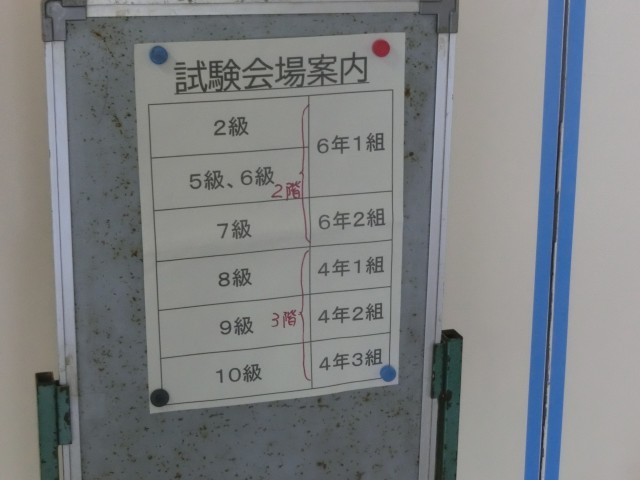 試験会場案内
2級
6年1組
5級、6級
2階
7級
6年2組
8級
4年1組
9級
3階
4年2組
10級
4年3組